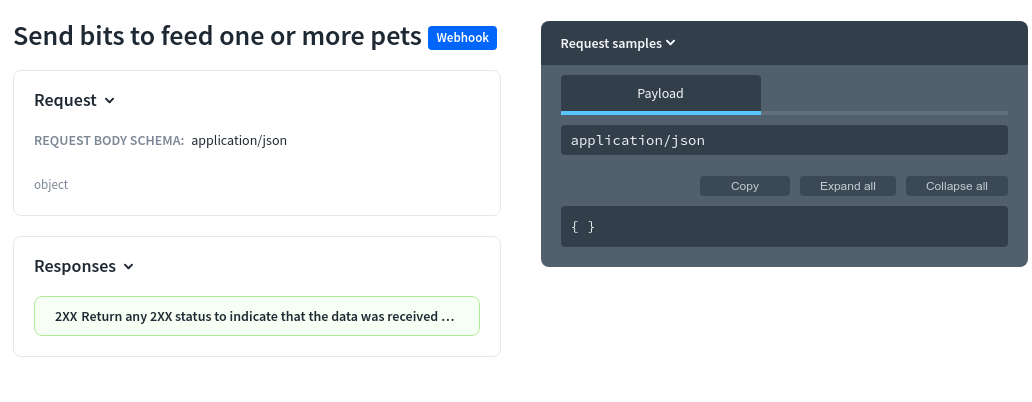 Send bits to feed one or more pets Webhook
Request
REQUEST BODY SCHEMA: application/json
object
Responses
2XX Return any 2XX status to indicate that the data was received ...
Request samples
Payload
application/json
Copy Expand all Collapse all
{ }